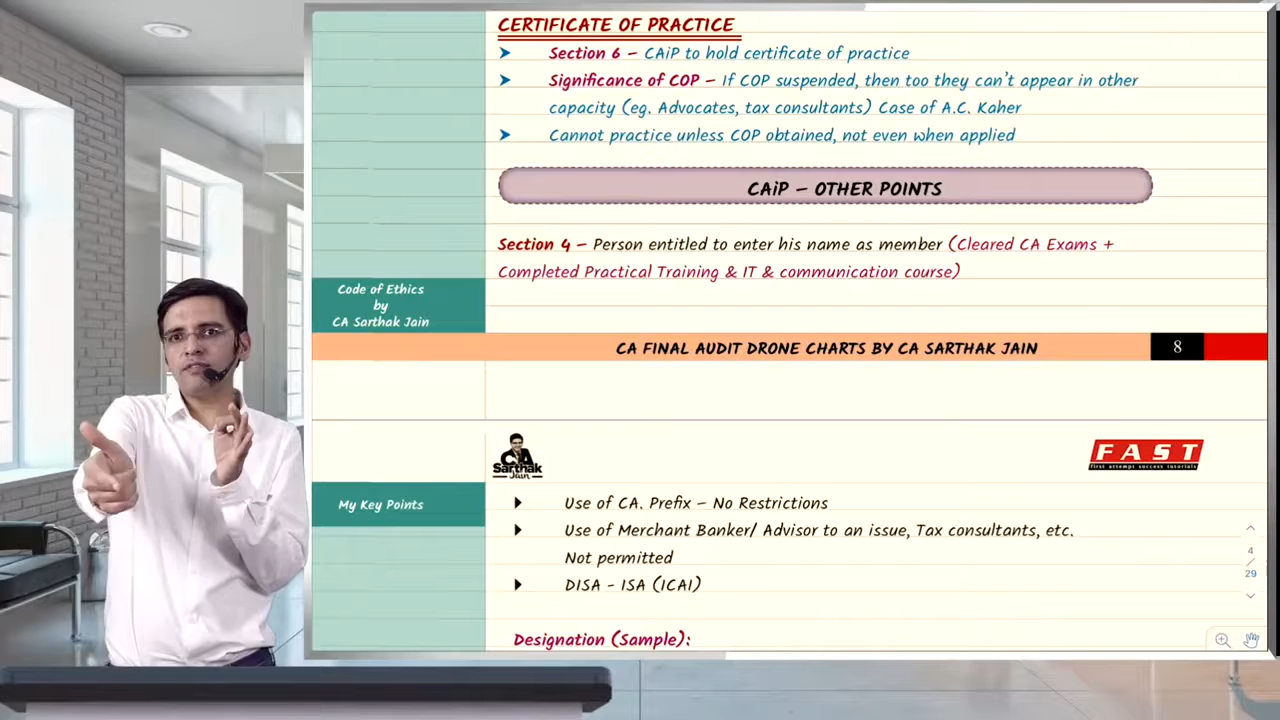 CERTIFICATE OF PRACTICE
➤ Section 6 – CAiP to hold certificate of practice
➤ Significance of COP – If COP suspended, then too they can't appear in other
capacity (eg. Advocates, tax consultants) Case of A.C. Kaher
➤ Cannot practice unless COP obtained, not even when applied
CAiP – OTHER POINTS
Section 4 – Person entitled to enter his name as member (Cleared CA Exams +
Completed Practical Training & IT & communication course)
Code of Ethics
by
CA Sarthak Jain
CA FINAL AUDIT DRONE CHARTS BY CA SARTHAK JAIN
8
CA
Sarthak
Jain
FAST
first attempt success tutorials
My Key Points
Use of CA. Prefix – No Restrictions
Use of Merchant Banker/ Advisor to an issue, Tax consultants, etc.
Not permitted
DISA - ISA (ICAI)
4
/
29
Designation (Sample):